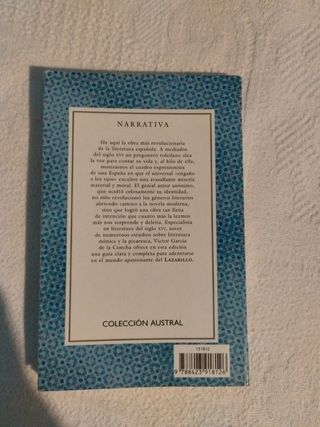 NARRATIVA
He aquí la obra más revolucionaria
de la literatura española. A mediados
del siglo XVI un pregonero toledano alza
la voz para contar su vida y, al hilo de ella,
mostrarnos el cuadro expresionista
de una España en que el universal «engaño
a los ojos» encubre una avasallante miseria
material y moral. El genial autor anónimo,
que ocultó celosamente su identidad,
no sólo revolucionó los géneros literarios
abriendo camino a la novela moderna,
sino que logró una obra tan llena
de intención que cuanto más la leemos
más nos sorprende y deleita. Especialista
en literatura del siglo XVI, autor
de numerosos estudios sobre literatura
mística y la picaresca, Víctor García
de la Concha ofrece en esta edición
una guía clara y completa para adentrarse
en el mundo apasionante del LAZARILLO.
COLECCIÓN AUSTRAL
131812
9 788423 918126